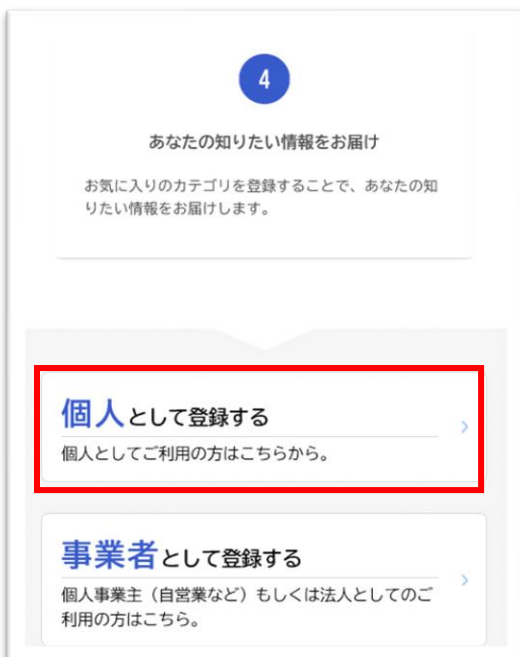 4
あなたの知りたい情報をお届け
お気に入りのカテゴリを登録することで、あなたの知
りたい情報をお届けします。
個人として登録する
個人としてご利用の方はこちらから。
事業者として登録する
個人事業主（自営業など）もしくは法人としてのご
利用の方はこちら。